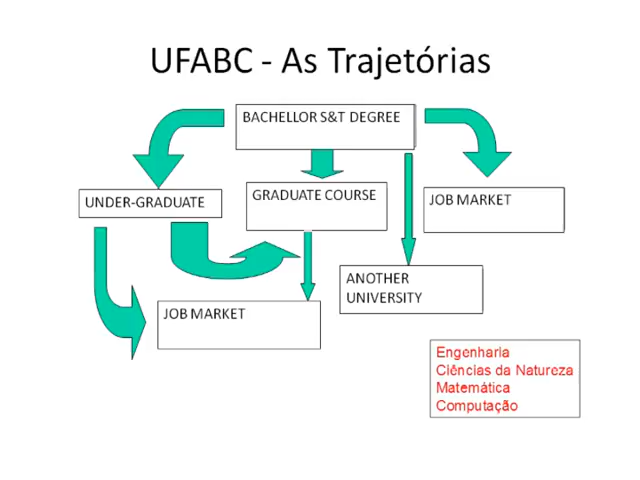 UFABC - As Trajetórias
BACHELLOR S&T DEGREE
UNDER-GRADUATE
GRADUATE COURSE
JOB MARKET
ANOTHER
UNIVERSITY
JOB MARKET
Engenharia
Ciências da Natureza
Matemática
Computação